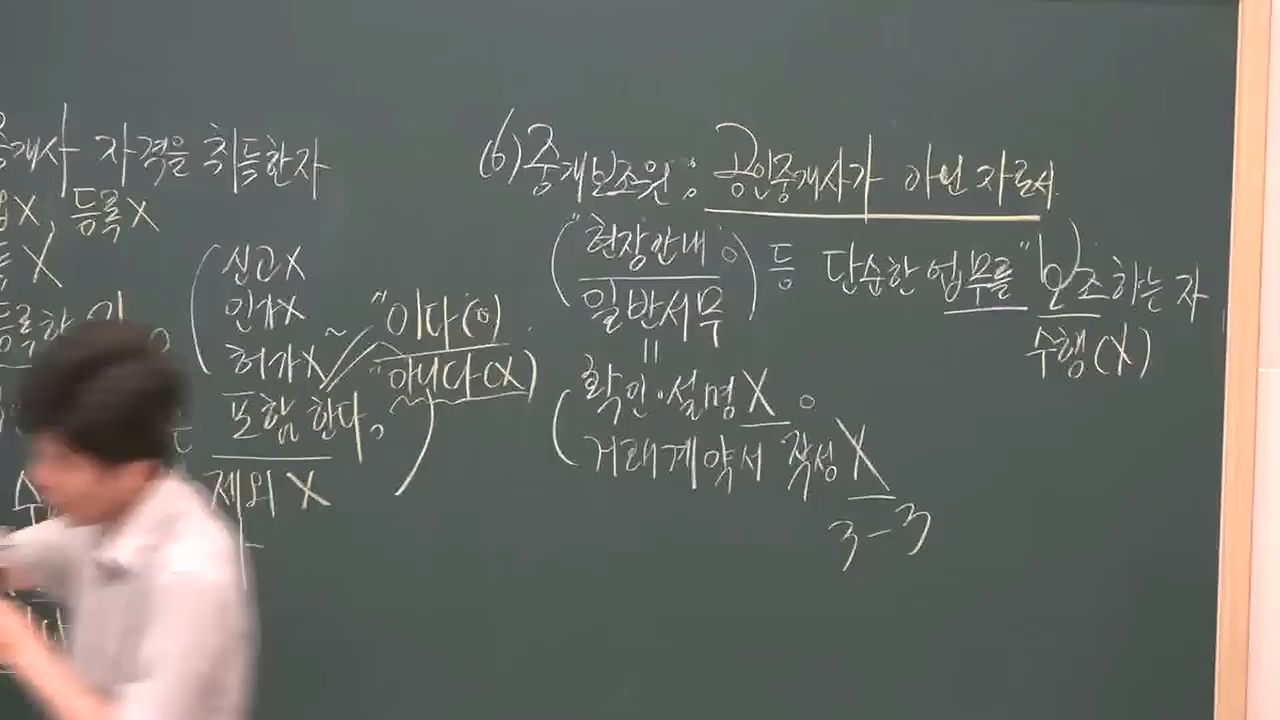 중개사 자격을 취득한자
X, 등록X
X
등록한
신고X
인가X
허가X
포함 한다.
제외 X
~ "이다(o)
"아니다(X)
(6)중개보조원: 공인중개사가 아닌 자로서
"현장안내 등 단순한 업무를" 보조하는 자
일반서무
수행(X)
=
확인·설명X
거래계약서 작성X
3-3